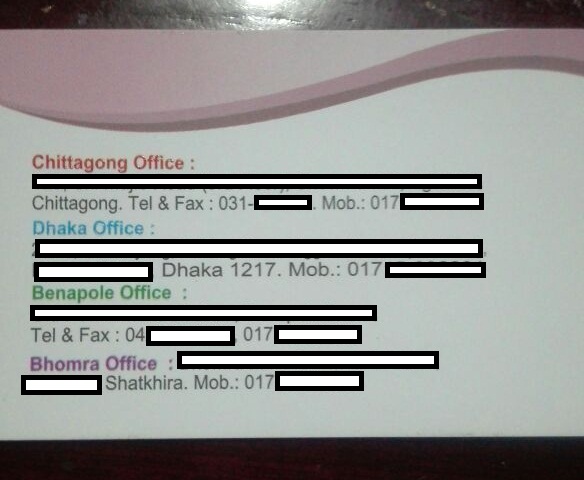 Chittagong Office :
Chittagong. Tel & Fax : 031- . Mob.: 017
Dhaka Office :
Dhaka 1217. Mob.: 017
Benapole Office :
Tel & Fax : 04 , 017
Bhomra Office :
Shatkhira. Mob.: 017